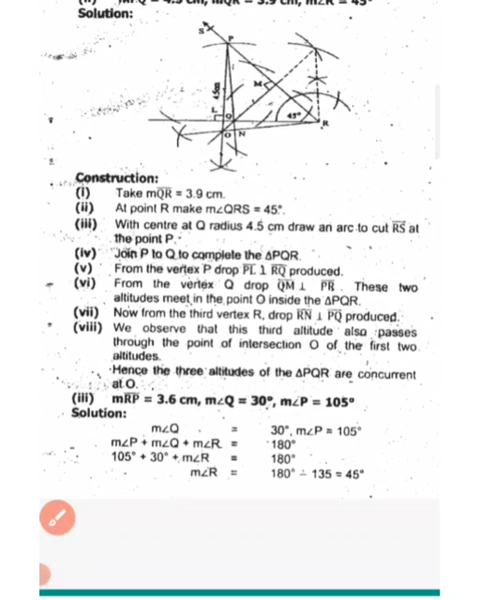 Solution:
S
P
4.5cm
M
L
Q
45°
R
O
N
Construction:
(i) Take mQR = 3.9 cm.
(ii) At point R make m∠QRS = 45°.
(iii) With centre at Q radius 4.5 cm draw an arc to cut RS at
the point P.
(iv) Join P to Q to complete the ΔPQR.
(v) From the vertex P drop PL ⊥ RQ produced.
(vi) From the vertex Q drop QM ⊥ PR. These two
altitudes meet in the point O inside the ΔPQR.
(vii) Now from the third vertex R, drop RN ⊥ PQ produced.
(viii) We observe that this third altitude also passes
through the point of intersection O of the first two
altitudes.
Hence the three altitudes of the ΔPQR are concurrent
at O.
(iii) mRP = 3.6 cm, m∠Q = 30°, m∠P = 105°
Solution:
m∠Q = 30°, m∠P = 105°
m∠P + m∠Q + m∠R = 180°
105° + 30° + m∠R = 180°
m∠R = 180° - 135 = 45°